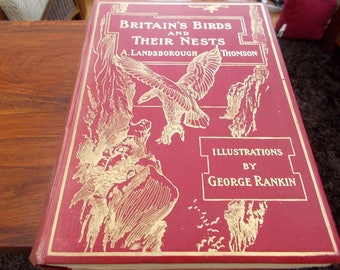 BRITAIN'S BIRDS
AND
THEIR NESTS
A. LANDSBOROUGH THOMSON
ILLUSTRATIONS
BY
GEORGE RANKIN